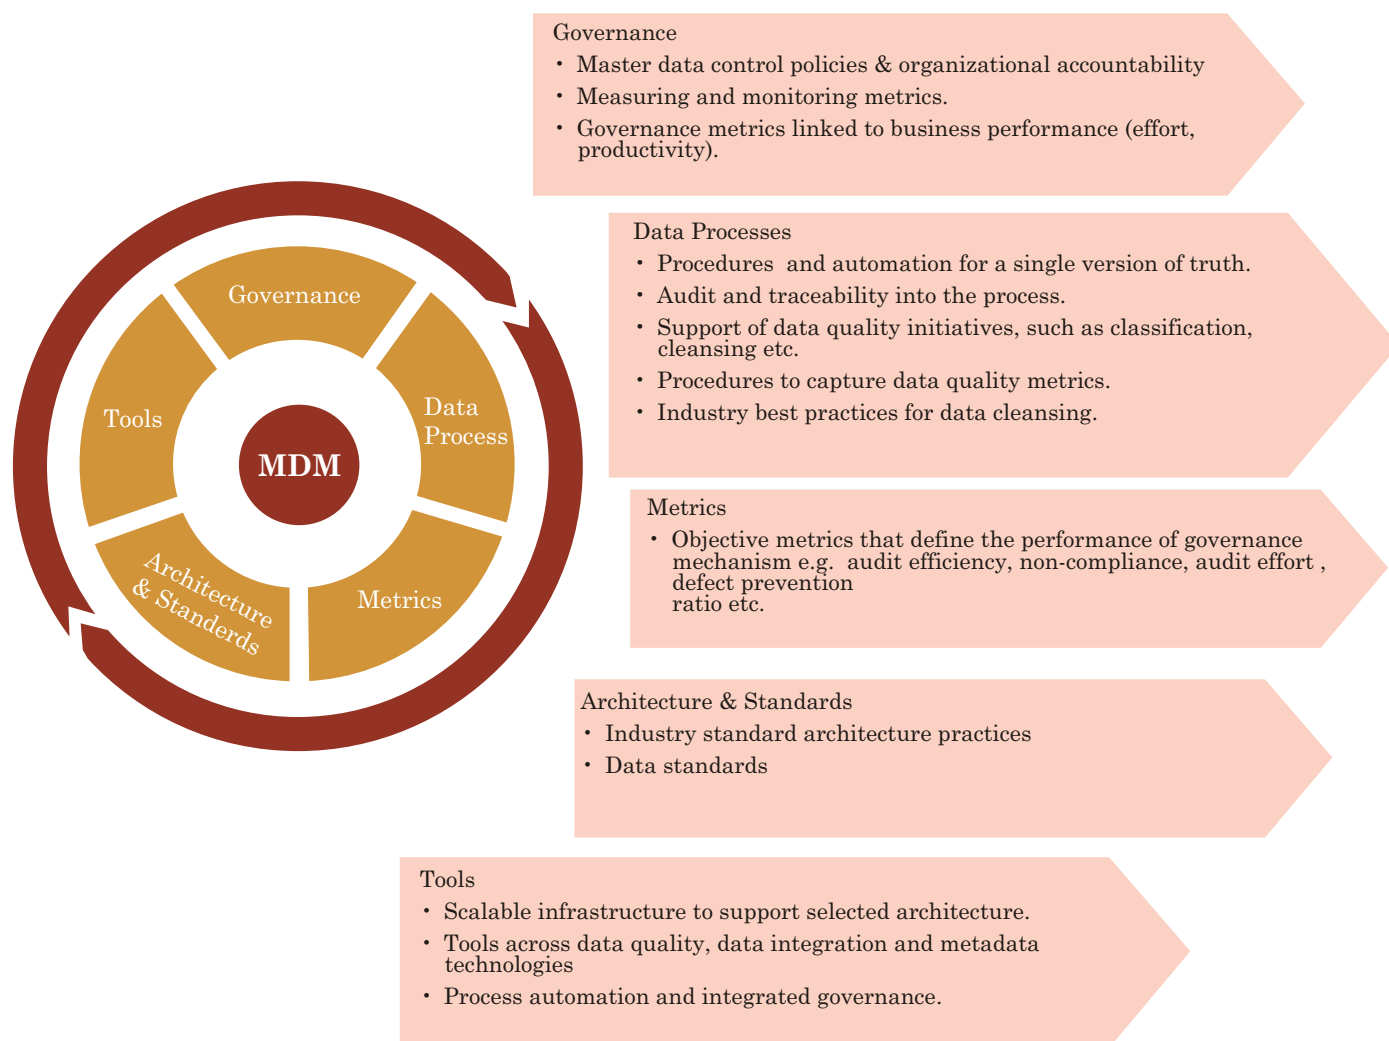 Governance
• Master data control policies & organizational accountability
• Measuring and monitoring metrics.
• Governance metrics linked to business performance (effort,
productivity).
Data Processes
• Procedures  and automation for a single version of truth.
• Audit and traceability into the process.
• Support of data quality initiatives, such as classification,
cleansing etc.
• Procedures to capture data quality metrics.
• Industry best practices for data cleansing.
Metrics
• Objective metrics that define the performance of governance
mechanism e.g.  audit efficiency, non-compliance, audit effort ,
defect prevention
ratio etc.
Architecture & Standards
• Industry standard architecture practices
• Data standards
Tools
• Scalable infrastructure to support selected architecture.
• Tools across data quality, data integration and metadata
technologies
• Process automation and integrated governance.
Governance
Data
Process
Metrics
Architecture
& Standerds
Tools
MDM